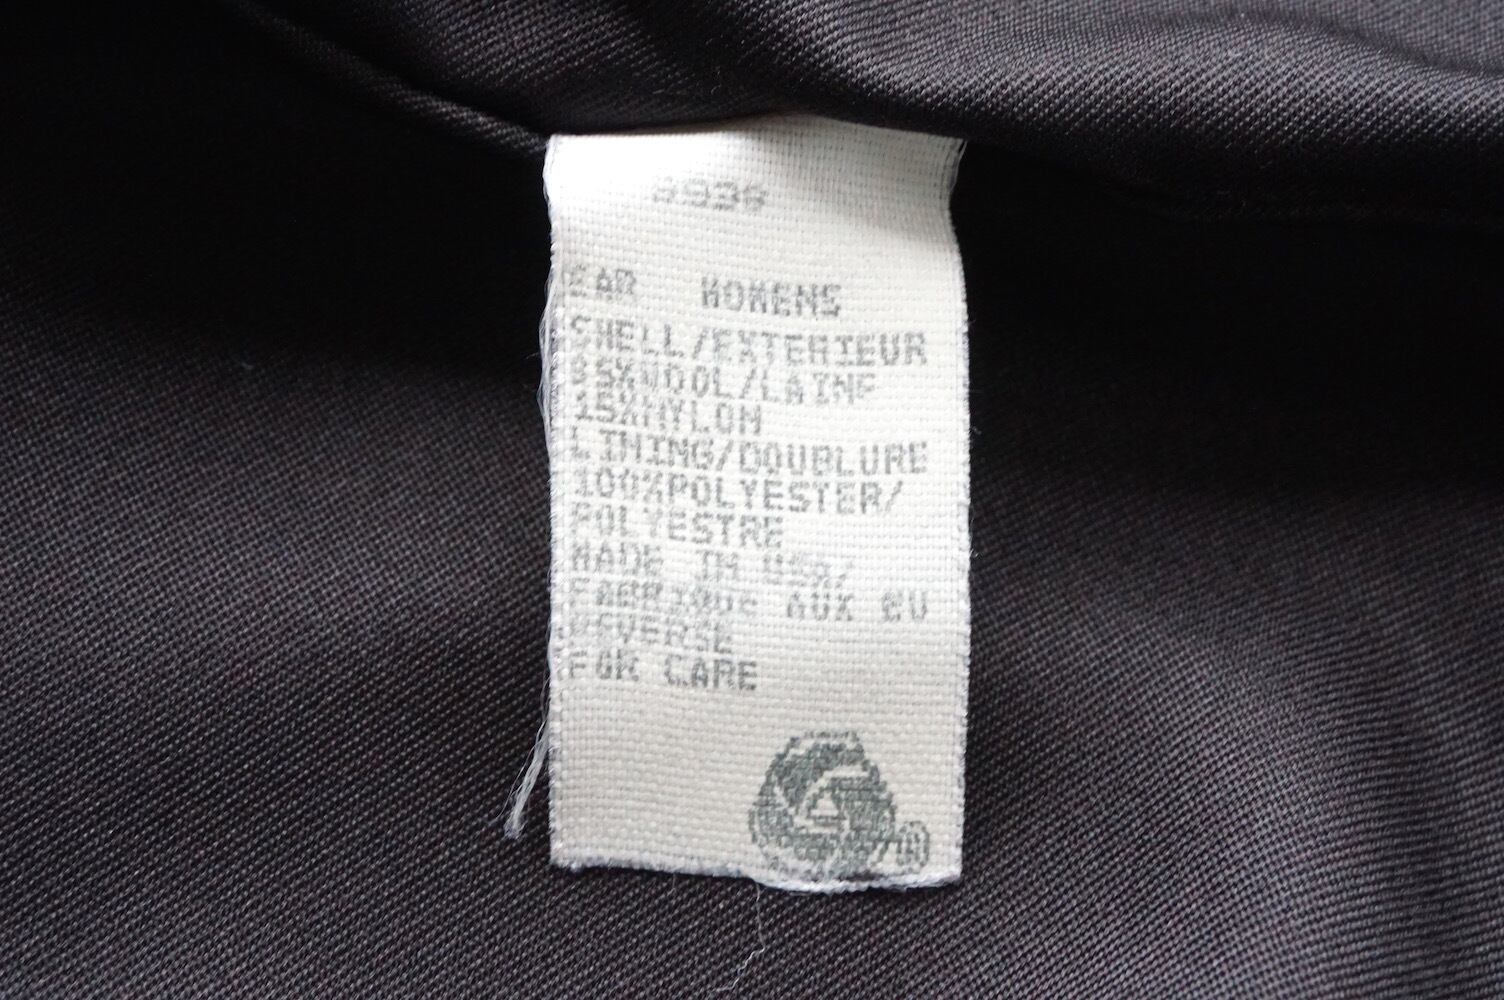 EAR WOMENS
SHELL/EXTERIEUR
85%WOOL/LAINE
15%NYLON
LINING/DOUBLURE
100%POLYESTER/
POLYESTRE
MADE IN USA/
FABRIQUE AUX EU
REVERSE
FOR CARE